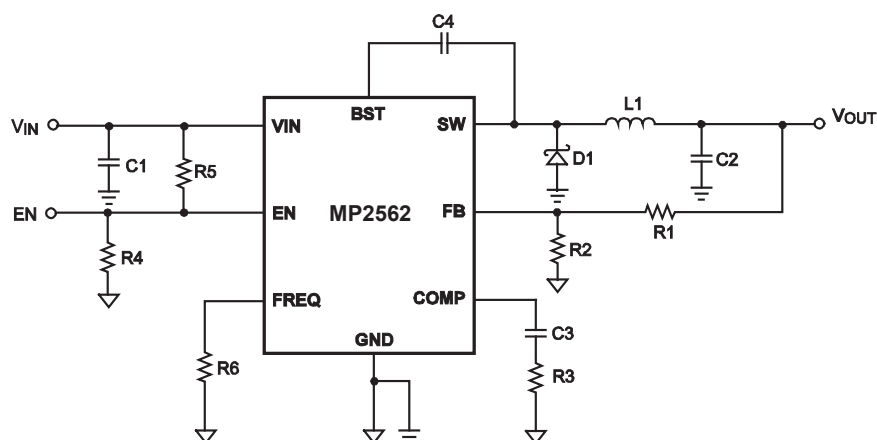 C4
L1
VIN
VIN
BST
SW
VOUT
C1
R5
D1
C2
EN
EN
MP2562
FB
R4
R2
R1
FREQ
COMP
GND
C3
R6
R3